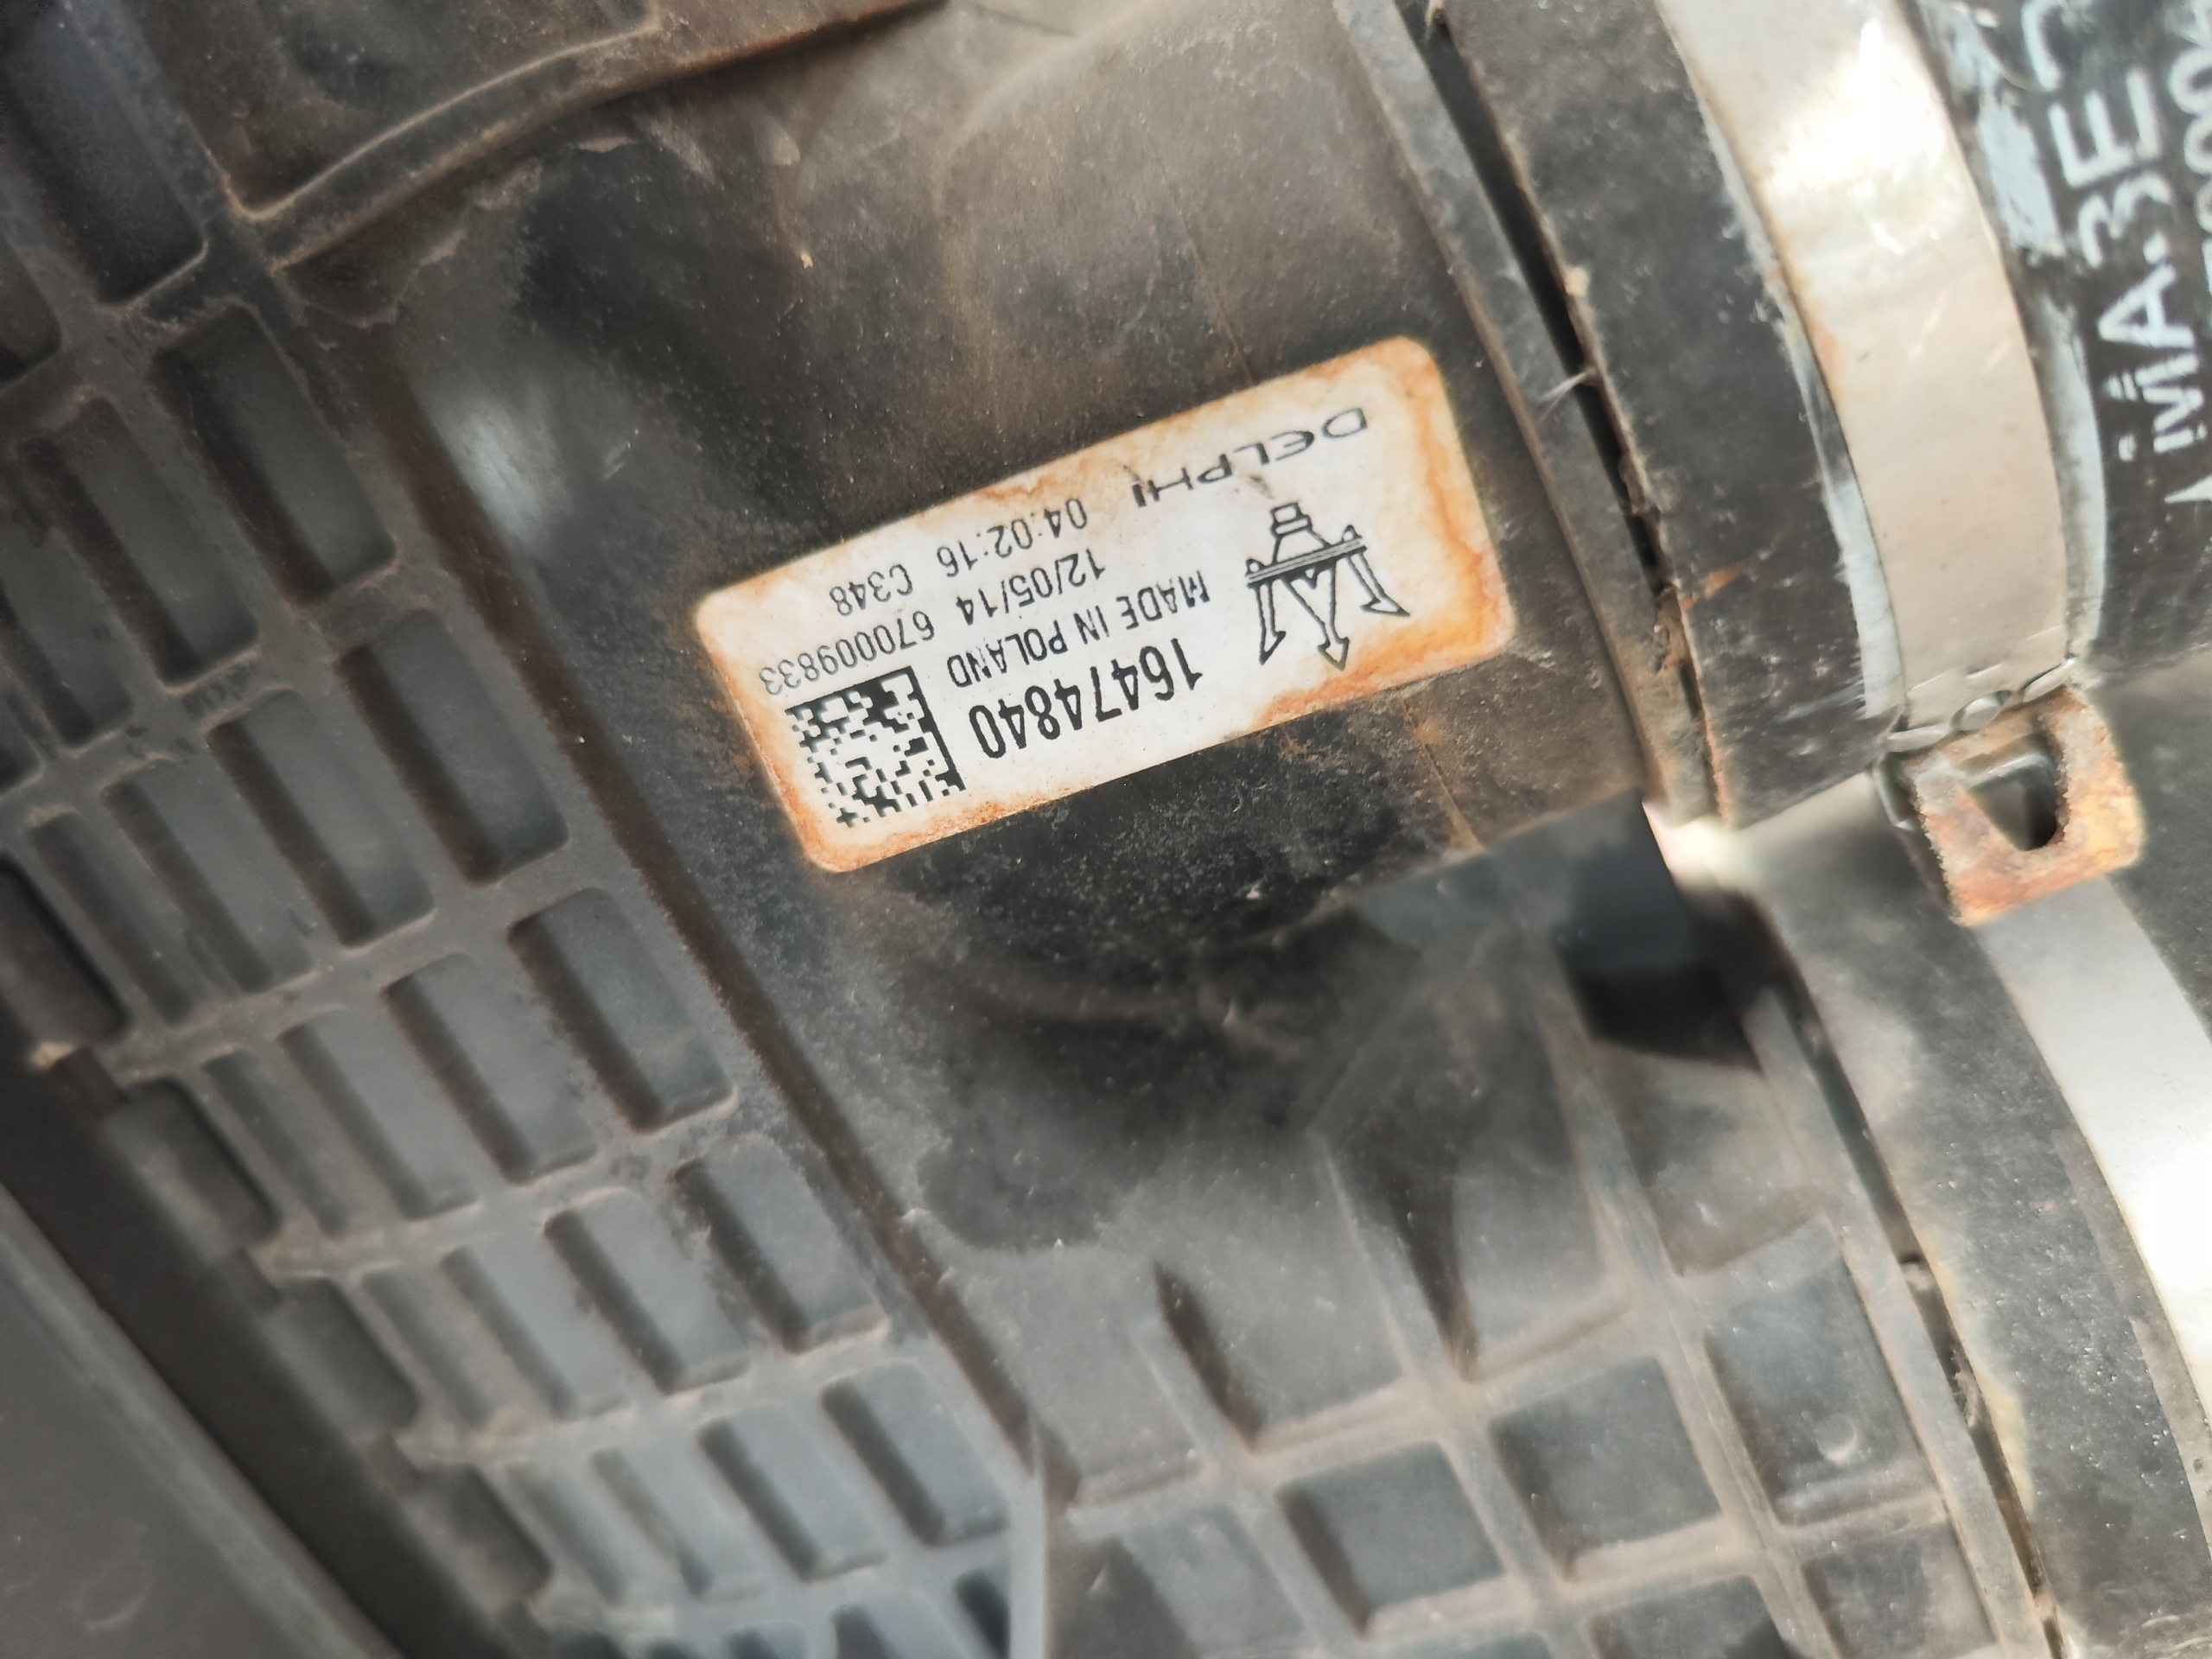 16474840
MADE IN POLAND
12/05/14 670009833
04:02:16 C348
DELPHI